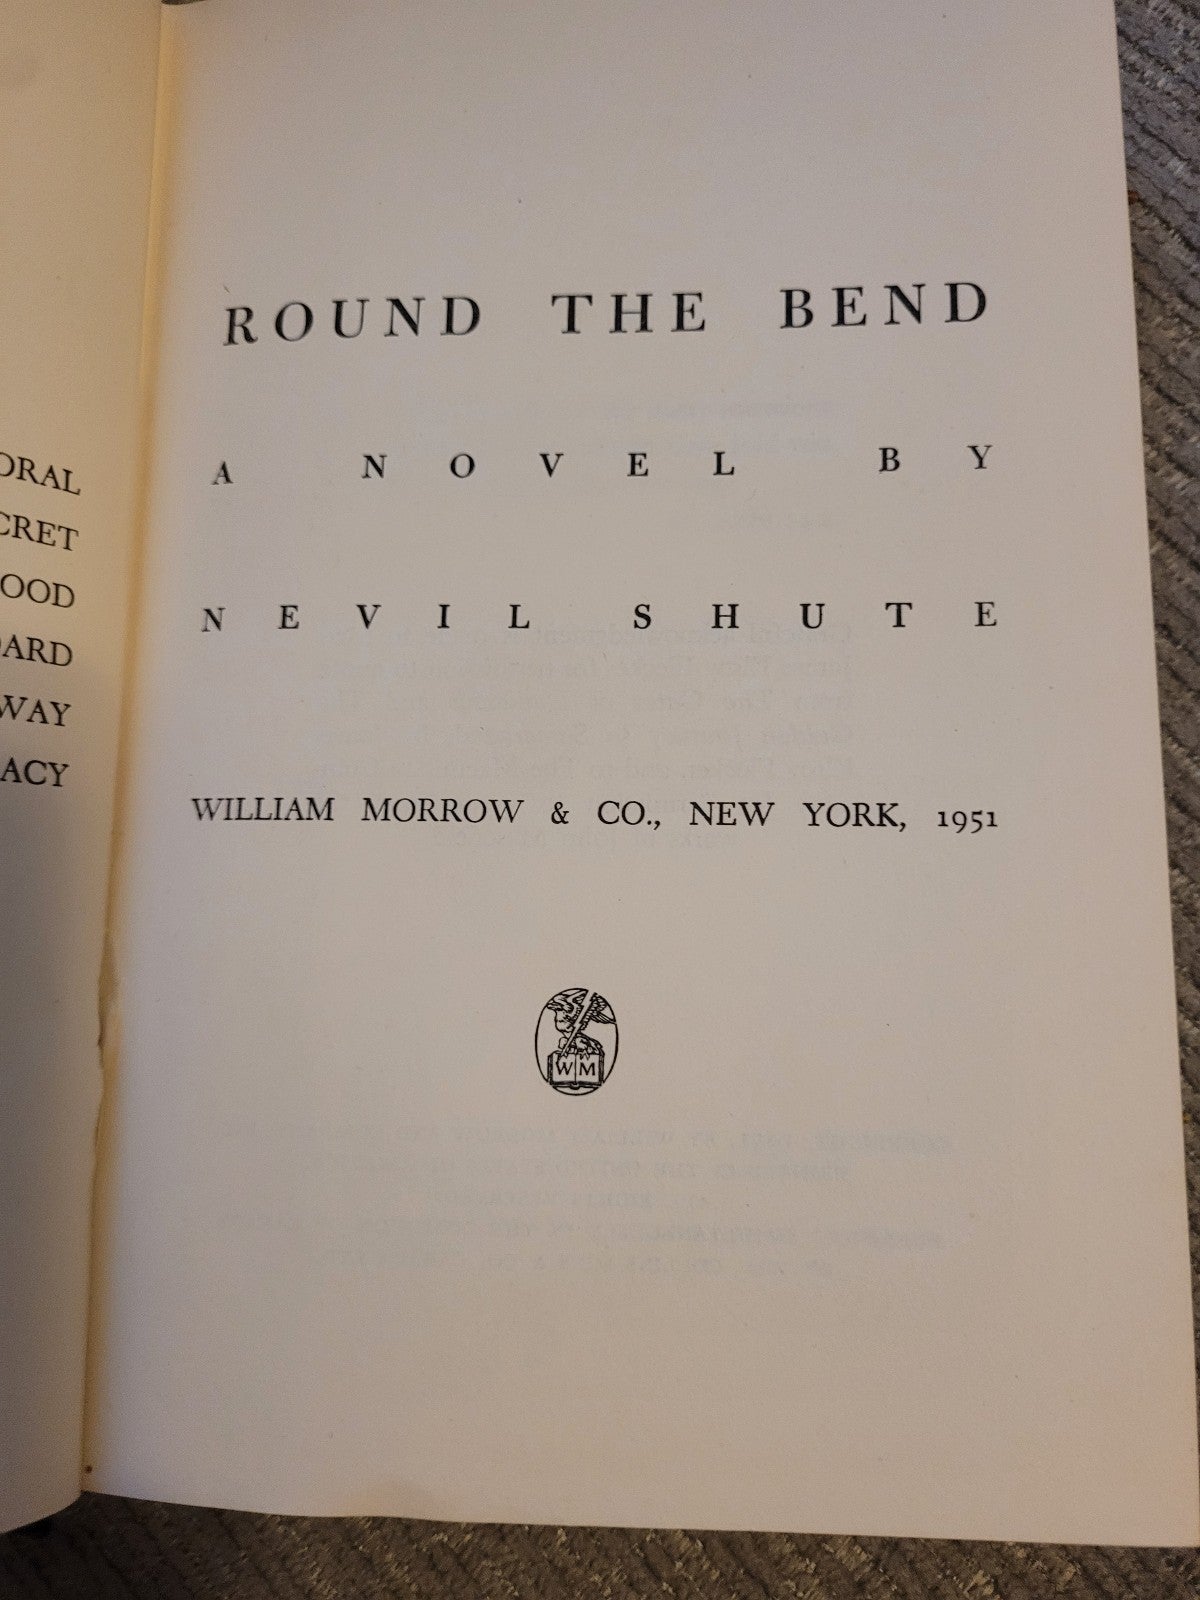 ORAL
CRET
OOD
ARD
WAY
ACY
ROUND THE BEND
A NOVEL BY
NEVIL SHUTE
WILLIAM MORROW & CO., NEW YORK, 1951
W M